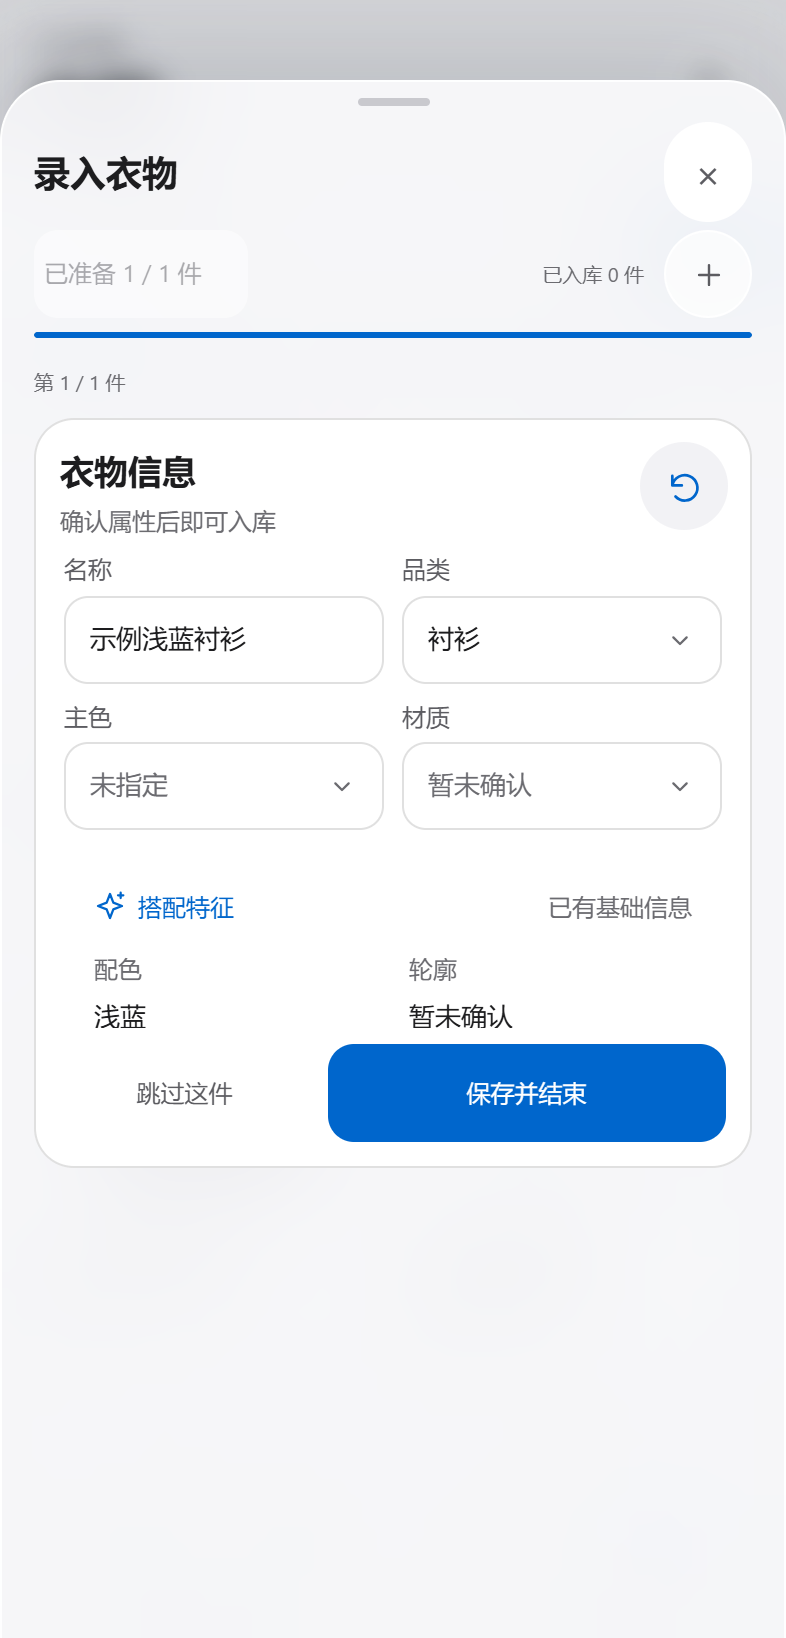 录入衣物
已准备 1 / 1 件
已入库 0 件
第 1 / 1 件
衣物信息
确认属性后即可入库
名称
品类
示例浅蓝衬衫
衬衫
主色
材质
未指定
暂未确认
搭配特征
已有基础信息
配色
轮廓
浅蓝
暂未确认
跳过这件
保存并结束